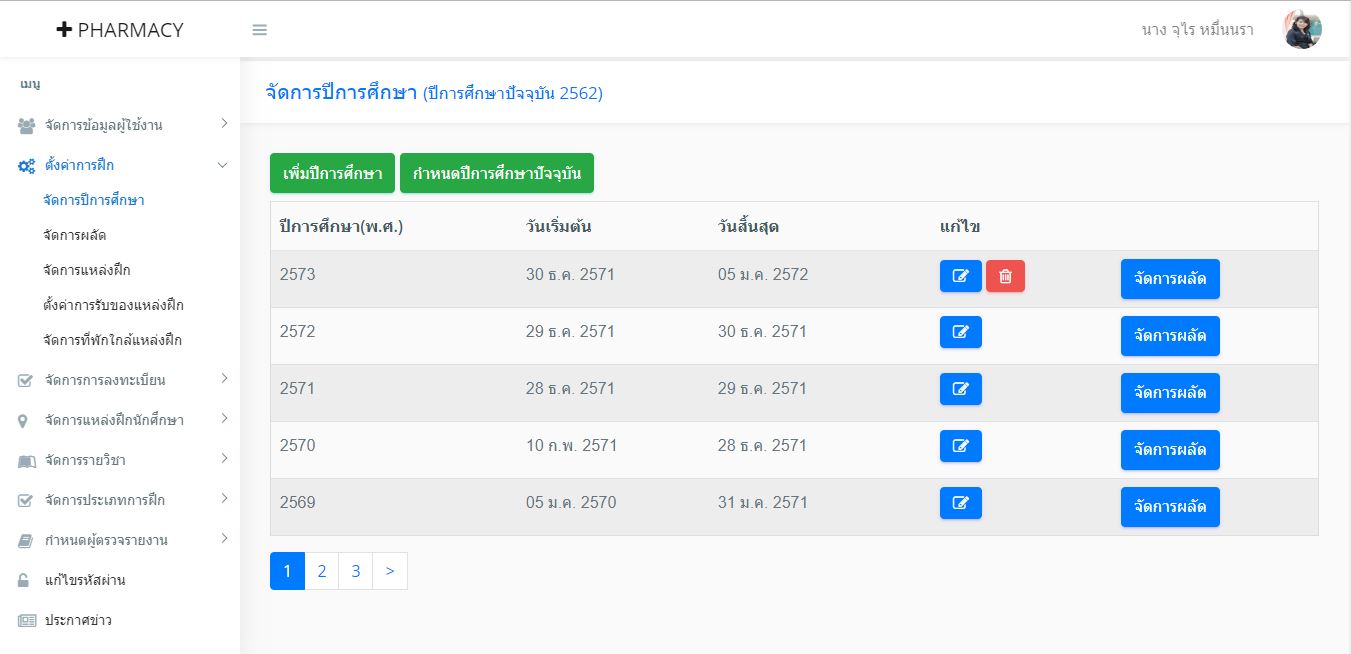 PHARMACY
นาง จุไร หมื่นนรา
เมนู
จัดการข้อมูลผู้ใช้งาน
ตั้งค่าการฝึก
จัดการปีการศึกษา
จัดการผลัด
จัดการแหล่งฝึก
ตั้งค่าการรับของแหล่งฝึก
จัดการที่พักใกล้แหล่งฝึก
จัดการการลงทะเบียน
จัดการแหล่งฝึกนักศึกษา
จัดการรายวิชา
จัดการประเภทการฝึก
กำหนดผู้ตรวจรายงาน
แก้ไขรหัสผ่าน
ประกาศข่าว
จัดการปีการศึกษา (ปีการศึกษาปัจจุบัน 2562)
เพิ่มปีการศึกษา กำหนดปีการศึกษาปัจจุบัน
ปีการศึกษา(พ.ศ.) วันเริ่มต้น วันสิ้นสุด แก้ไข
2573 30 ธ.ค. 2571 05 ม.ค. 2572 จัดการผลัด
2572 29 ธ.ค. 2571 30 ธ.ค. 2571 จัดการผลัด
2571 28 ธ.ค. 2571 29 ธ.ค. 2571 จัดการผลัด
2570 10 ก.พ. 2571 28 ธ.ค. 2571 จัดการผลัด
2569 05 ม.ค. 2570 31 ม.ค. 2571 จัดการผลัด
1 2 3 >